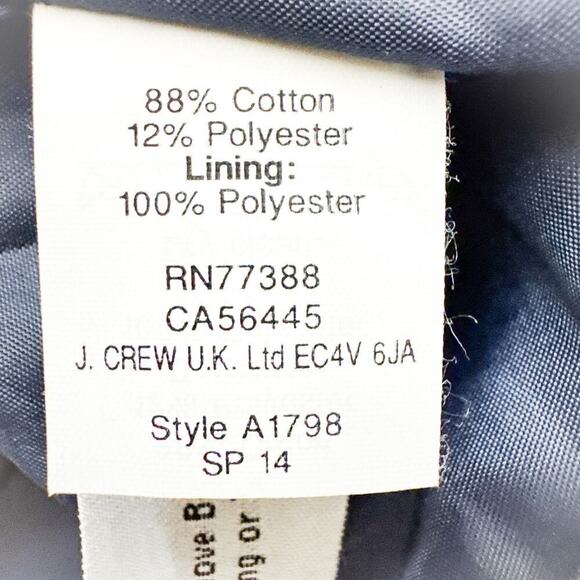 88% Cotton
12% Polyester
Lining:
100% Polyester
RN77388
CA56445
J. CREW U.K. Ltd EC4V 6JA
Style A1798
SP 14